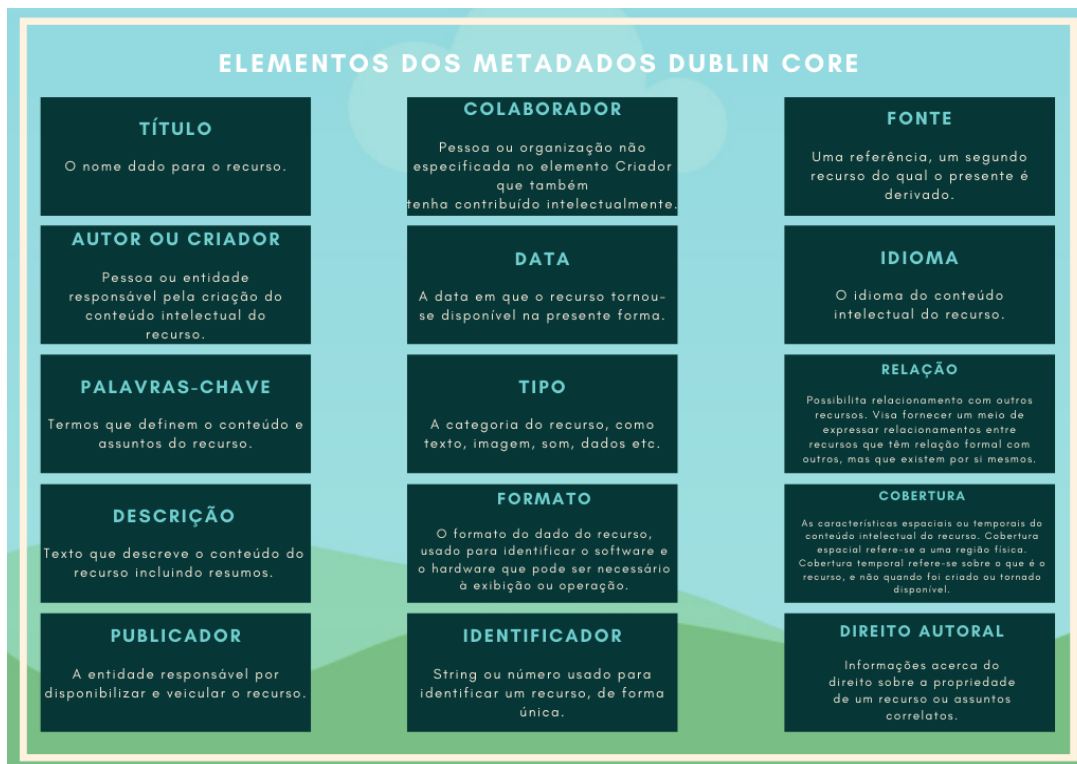 ELEMENTOS DOS METADADOS DUBLIN CORE
TÍTULO
O nome dado para o recurso.
AUTOR OU CRIADOR
Pessoa ou entidade
responsável pela criação do
conteúdo intelectual do
recurso.
PALAVRAS-CHAVE
Termos que definem o conteúdo e
assuntos do recurso.
DESCRIÇÃO
Texto que descreve o conteúdo do
recurso incluindo resumos.
PUBLICADOR
A entidade responsável por
disponibilizar e veicular o recurso.
COLABORADOR
Pessoa ou organização não
especificada no elemento Criador
que também
tenha contribuído intelectualmente.
DATA
A data em que o recurso tornou-
se disponível na presente forma.
TIPO
A categoria do recurso, como
texto, imagem, som, dados etc.
FORMATO
O formato do dado do recurso,
usado para identificar o software e
o hardware que pode ser necessário
à exibição ou operação.
IDENTIFICADOR
String ou número usado para
identificar um recurso, de forma
única.
FONTE
Uma referência, um segundo
recurso do qual o presente é
derivado.
IDIOMA
O idioma do conteúdo
intelectual do recurso.
RELAÇÃO
Possibilita relacionamento com outros
recursos. Visa fornecer um meio de
expressar relacionamentos entre
recursos que têm relação formal com
outros, mas que existem por si mesmos.
COBERTURA
As características espaciais ou temporais do
conteúdo intelectual do recurso. Cobertura
espacial refere-se a uma região física.
Cobertura temporal refere-se sobre o que é o
recurso, e não quando foi criado ou tornado
disponível.
DIREITO AUTORAL
Informações acerca do
direito sobre a propriedade
de um recurso ou assuntos
correlatos.